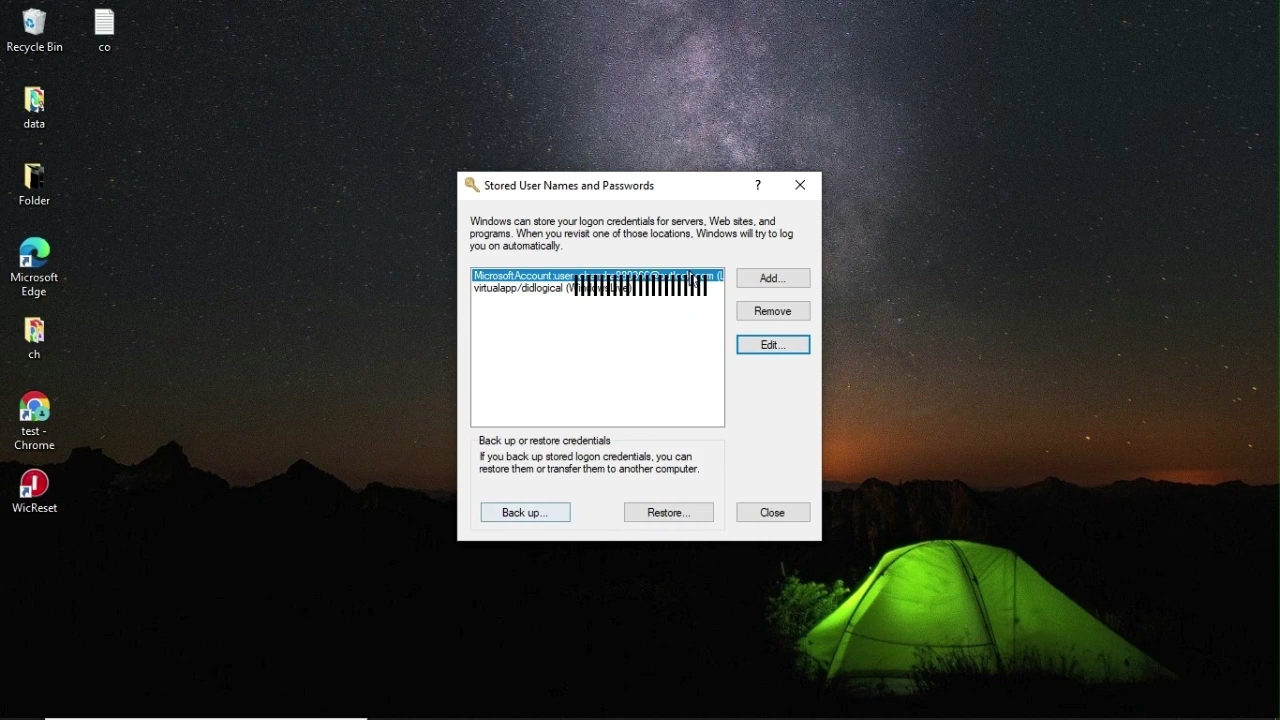 Recycle Bin
co
data
Folder
Microsoft
Edge
ch
test -
Chrome
WicReset
Stored User Names and Passwords
?
Windows can store your logon credentials for servers, Web sites, and
programs. When you revisit one of those locations, Windows will try to log
you on automatically.
MicrosoftAccount:user
virtualapp/didlogical
Add...
Remove
Edit...
Back up or restore credentials
If you back up stored logon credentials, you can
restore them or transfer them to another computer.
Back up...
Restore...
Close